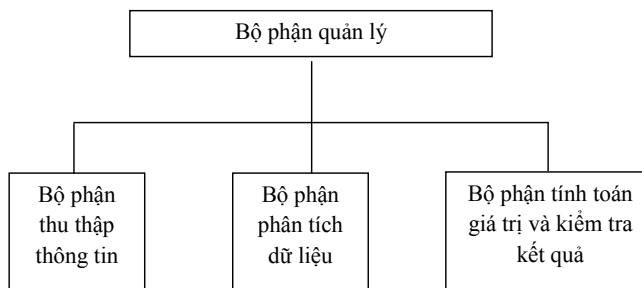 Bộ phận quản lý
Bộ phận
thu thập
thông tin
Bộ phận
phân tích
dữ liệu
Bộ phận tính toán
giá trị và kiểm tra
kết quả